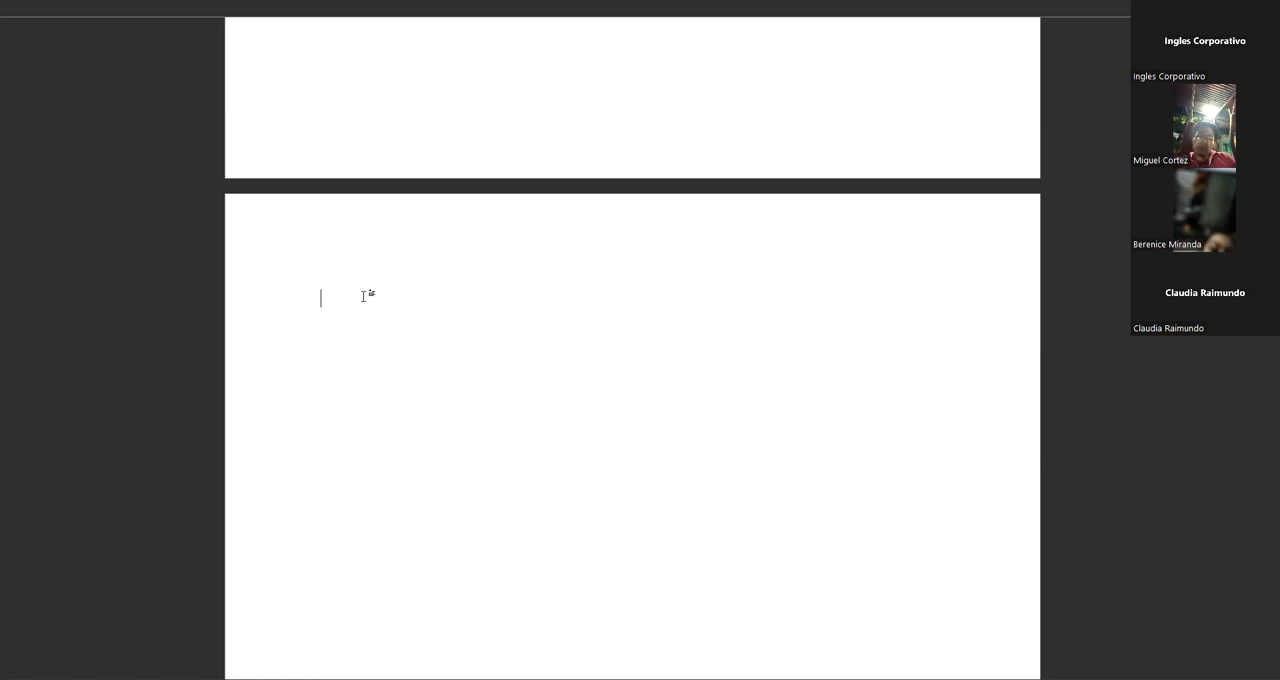 Ingles Corporativo
Ingles Corporativo
Miguel Cortez
Berenice Miranda
Claudia Raimundo
Claudia Raimundo